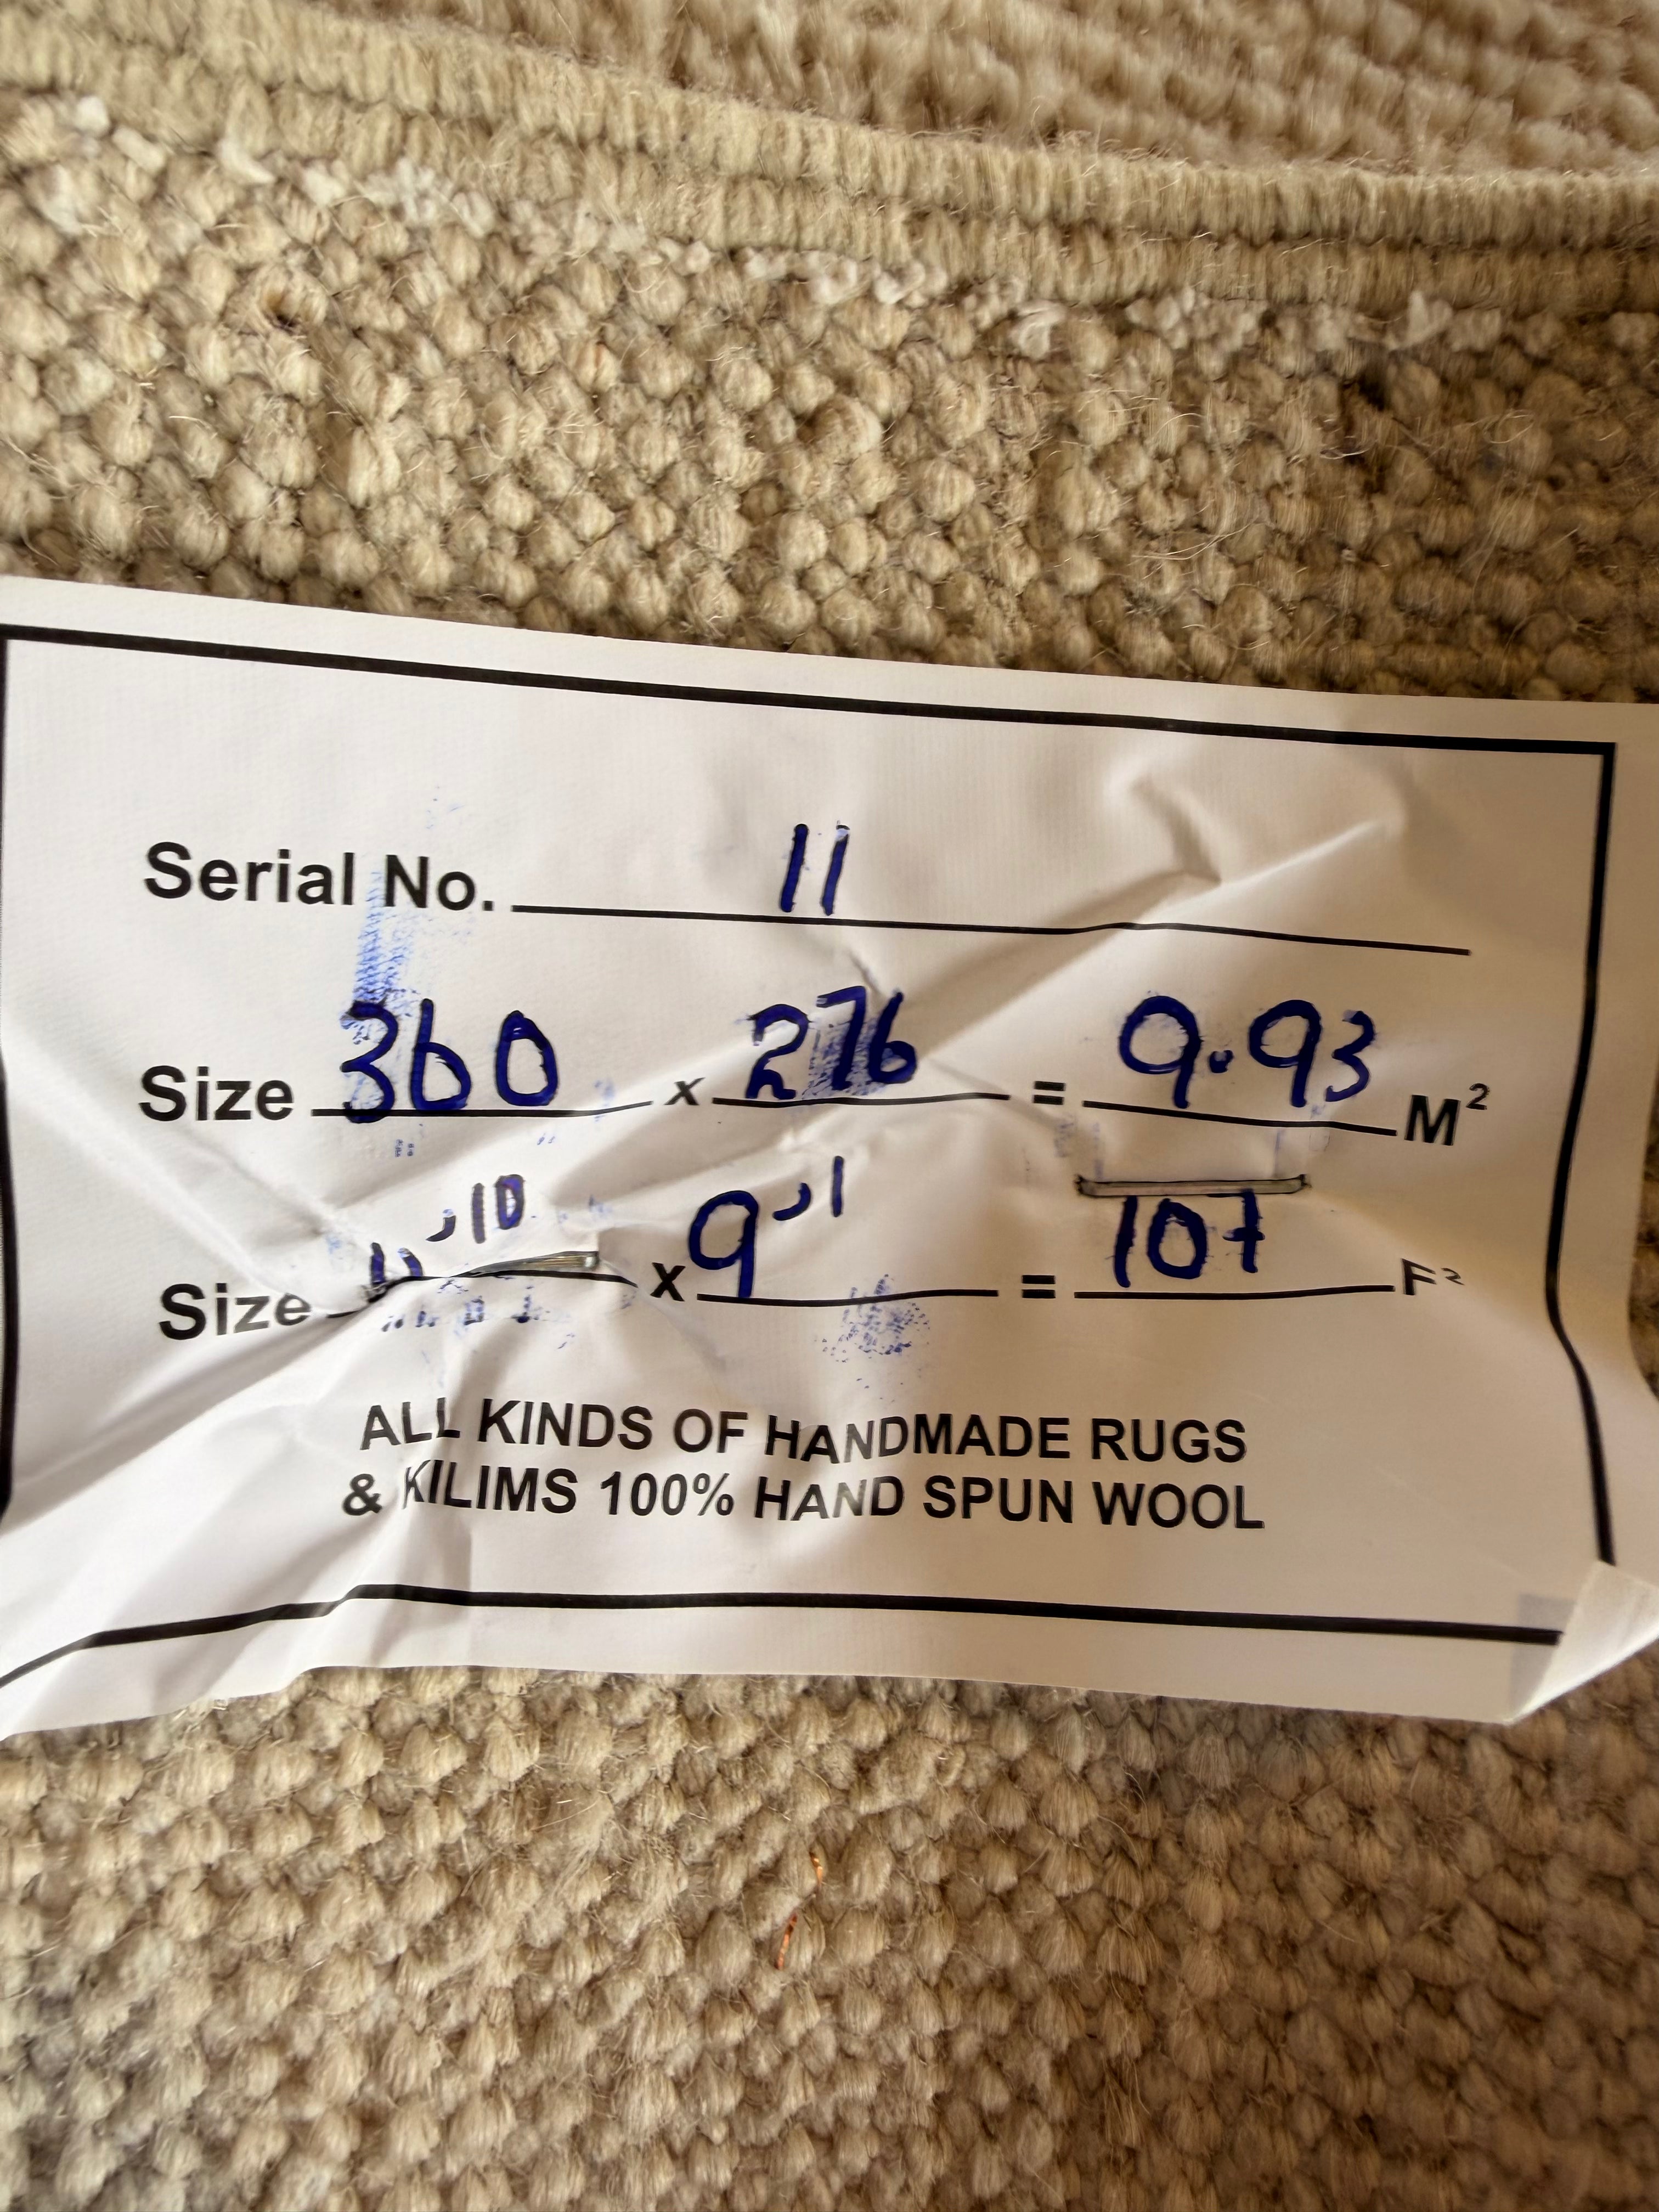 Serial No. 11
Size 360 x 276 = 9.93 M²
Size 11'10 x 9'1 = 107 F²
ALL KINDS OF HANDMADE RUGS
& KILIMS 100% HAND SPUN WOOL